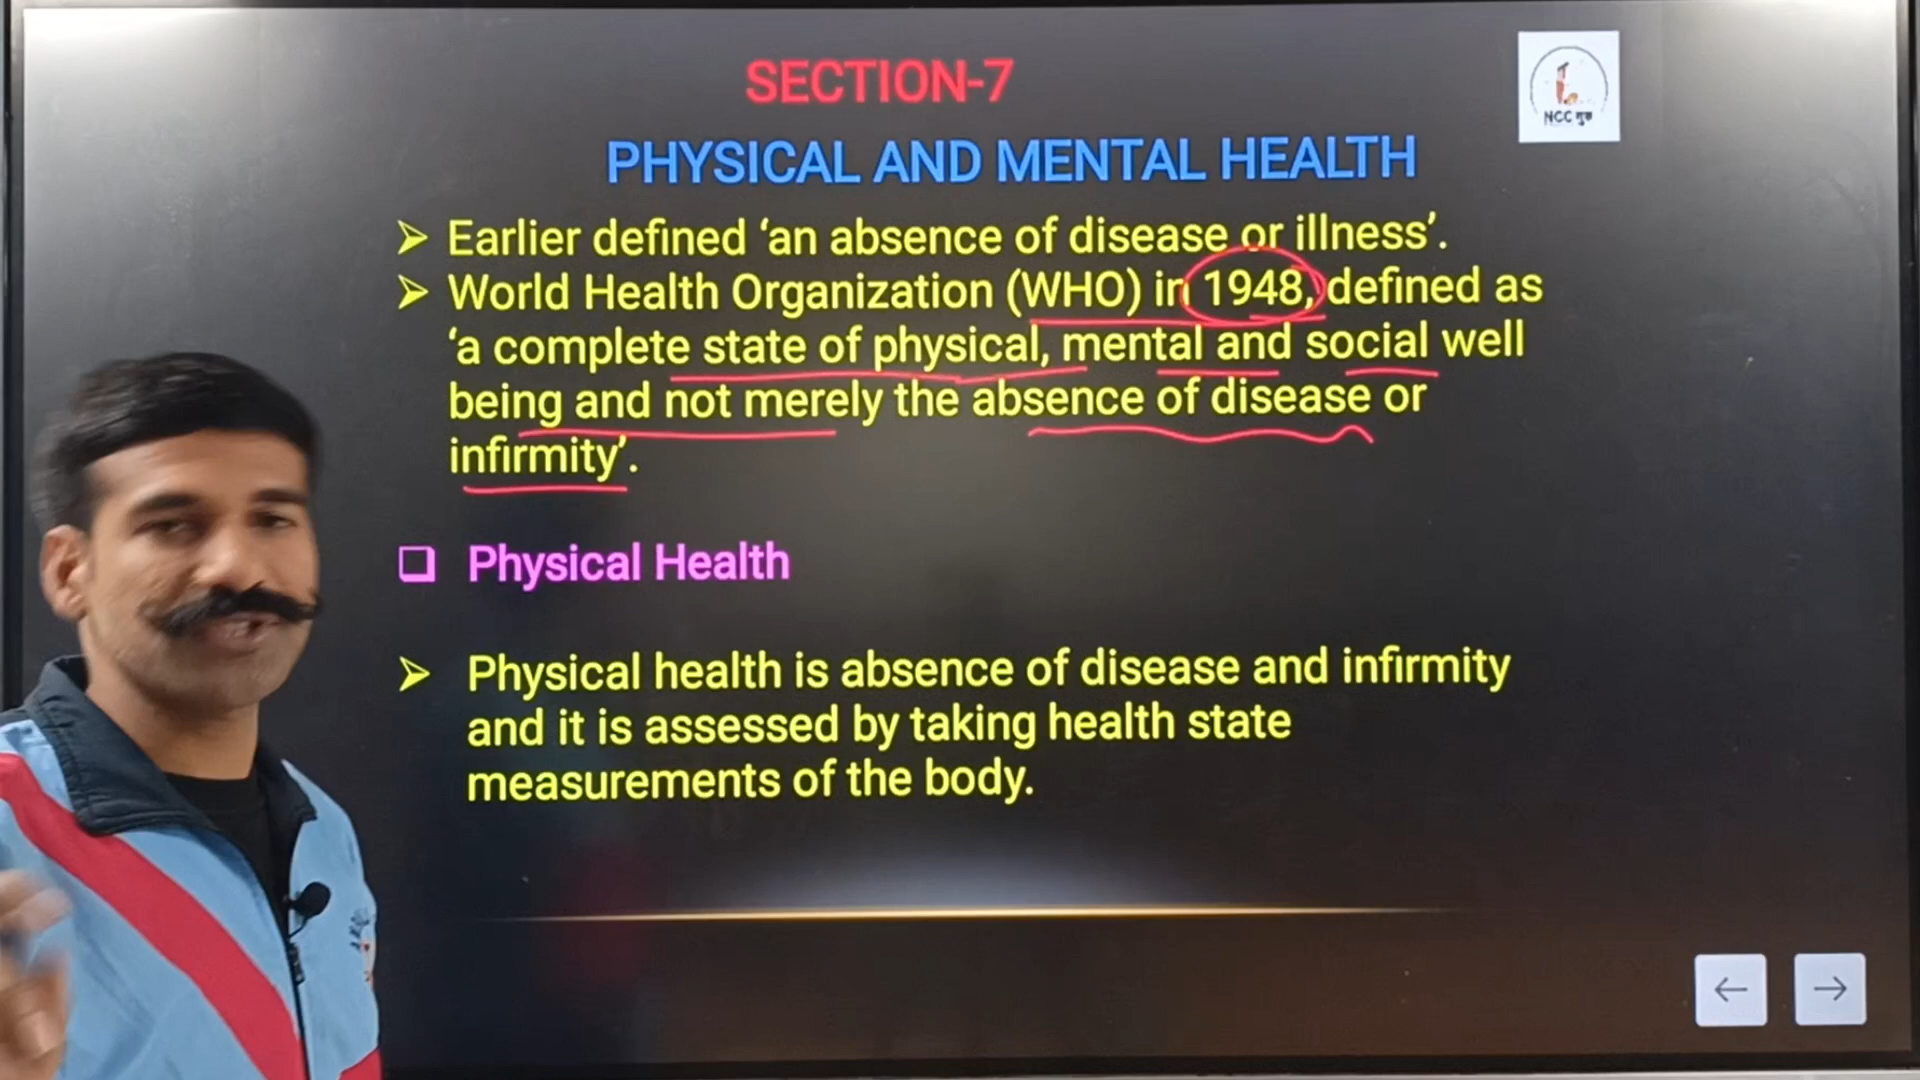 SECTION-7
NCC गुरु
PHYSICAL AND MENTAL HEALTH
Earlier defined ‘an absence of disease or illness’.
World Health Organization (WHO) in 1948, defined as
‘a complete state of physical, mental and social well
being and not merely the absence of disease or
infirmity’.
Physical Health
Physical health is absence of disease and infirmity
and it is assessed by taking health state
measurements of the body.